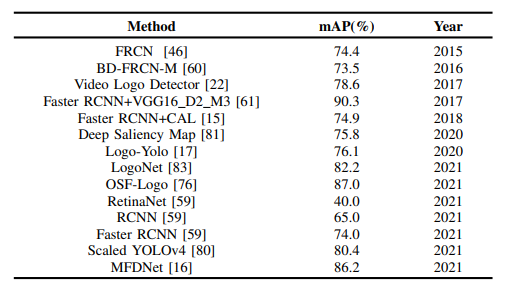 Method mAP(%) Year
FRCN [46] 74.4 2015
BD-FRCN-M [60] 73.5 2016
Video Logo Detector [22] 78.6 2017
Faster RCNN+VGG16_D2_M3 [61] 90.3 2017
Faster RCNN+CAL [15] 74.9 2018
Deep Saliency Map [81] 75.8 2020
Logo-Yolo [17] 76.1 2020
LogoNet [83] 82.2 2021
OSF-Logo [76] 87.0 2021
RetinaNet [59] 40.0 2021
RCNN [59] 65.0 2021
Faster RCNN [59] 74.0 2021
Scaled YOLOv4 [80] 80.4 2021
MFDNet [16] 86.2 2021